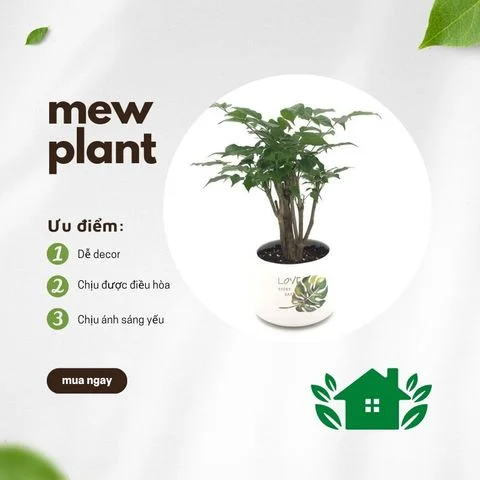 mew
plant
Ưu điểm:
1 Dễ decor
2 Chịu được điều hòa
3 Chịu ánh sáng yếu
mua ngay
LOVE